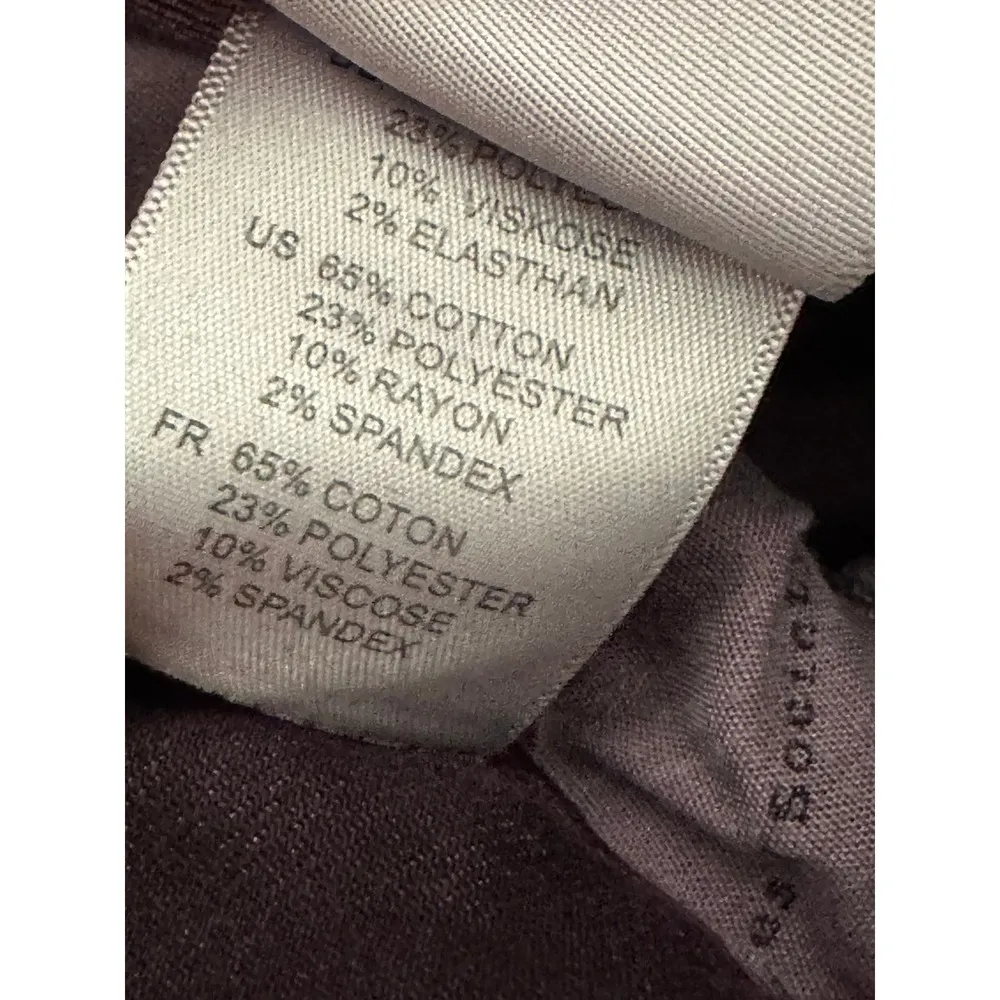 23% POLYES
10% VISKOSE
2% ELASTHAN
US 65% COTTON
23% POLYESTER
10% RAYON
2% SPANDEX
FR 65% COTON
23% POLYESTER
10% VISCOSE
2% SPANDEX